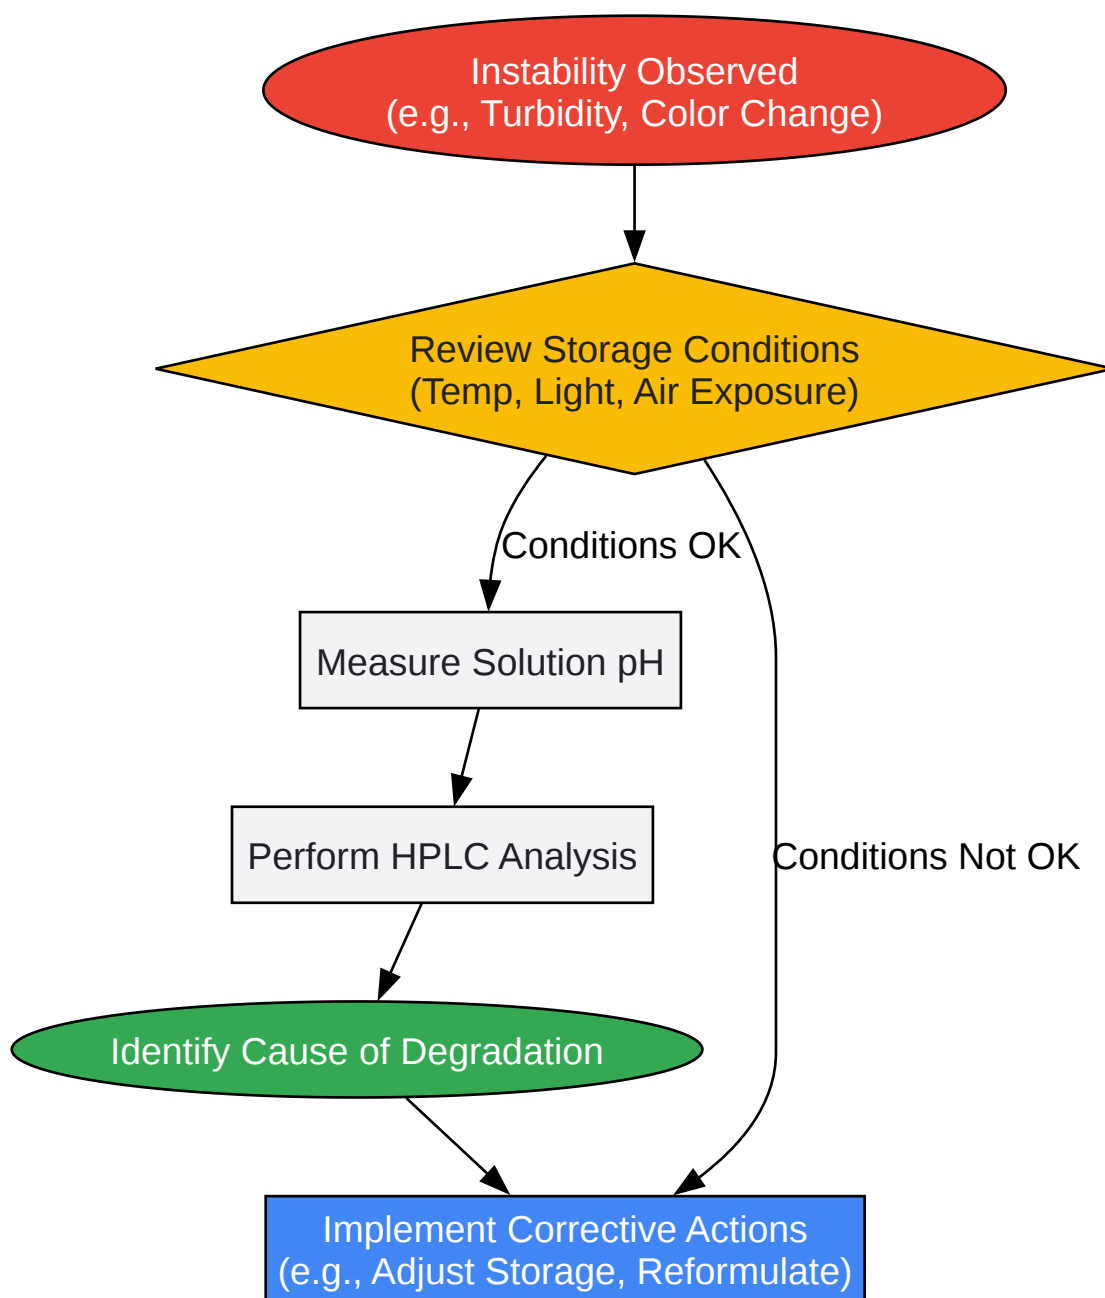 Instability Observed
(e.g., Turbidity, Color Change)
Review Storage Conditions
(Temp, Light, Air Exposure)
Conditions OK
Measure Solution pH
Perform HPLC Analysis
Conditions Not OK
Identify Cause of Degradation
Implement Corrective Actions
(e.g., Adjust Storage, Reformulate)